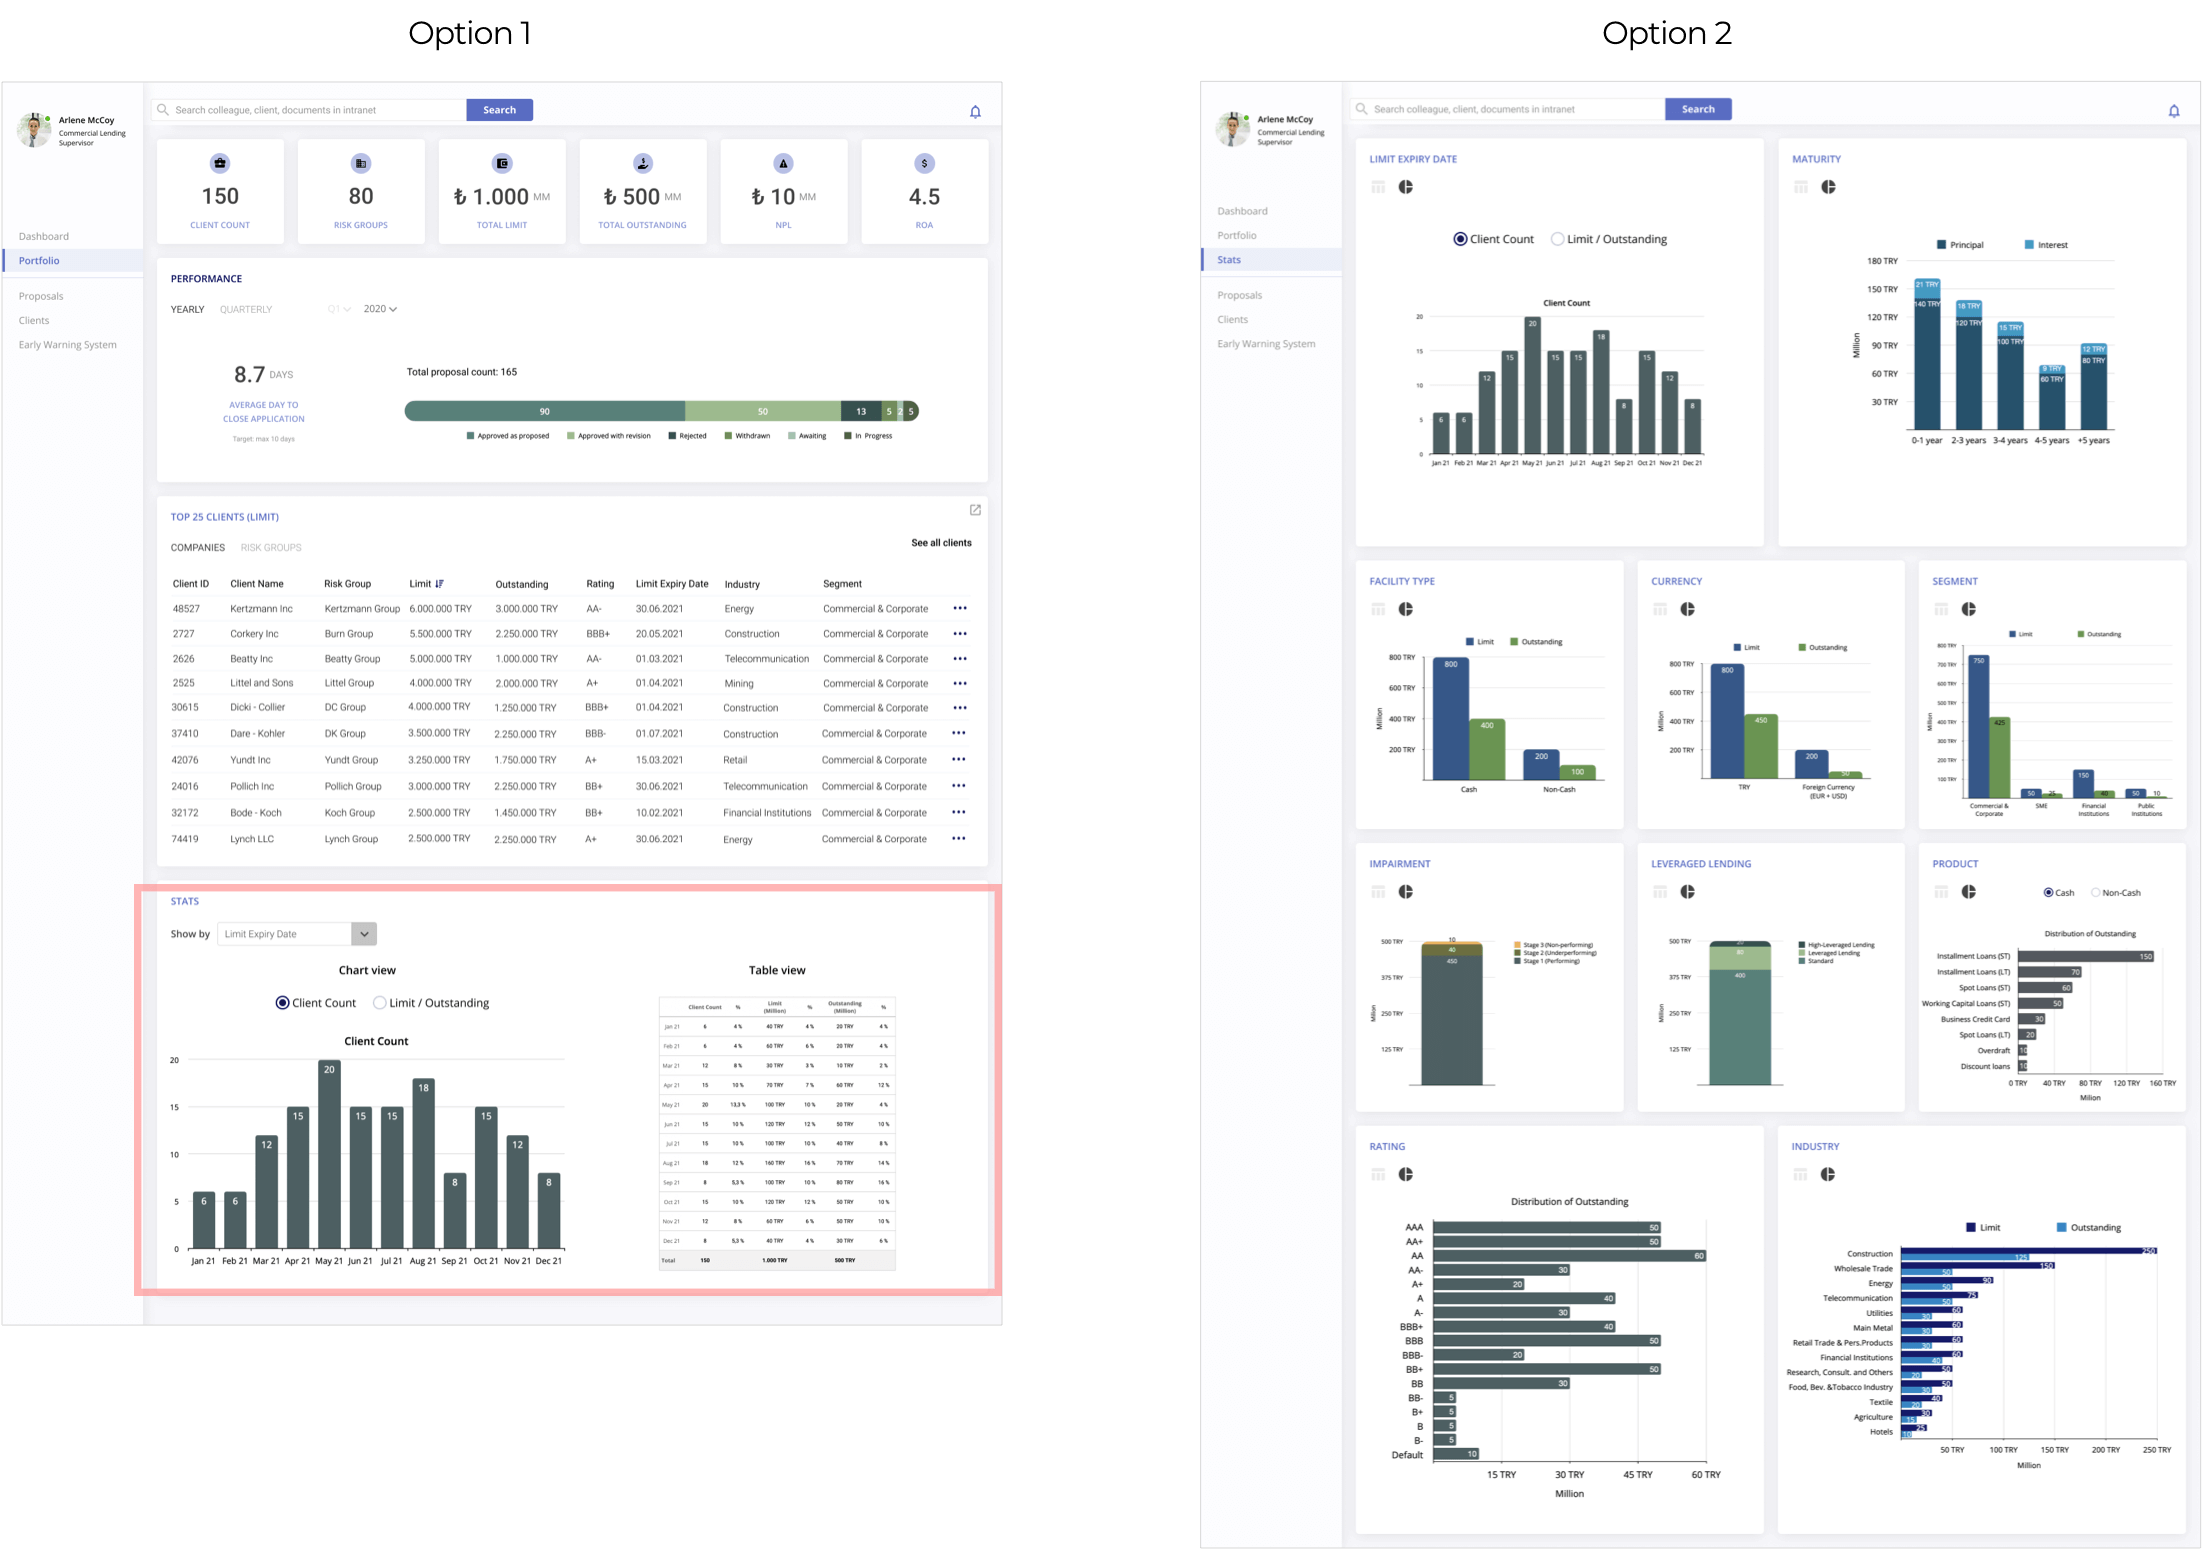 Option 1
Arlene McCoy
Commercial Lending
Supervisor
Dashboard
Portfolio
Proposals
Clients
Early Warning System
Search colleague, client, documents in intranet
Search
150
CLIENT COUNT
80
RISK GROUPS
₺ 1.000 MM
TOTAL LIMIT
₺ 500 MM
TOTAL OUTSTANDING
₺ 10 MM
NPL
4.5
ROA
PERFORMANCE
YEARLY QUARTERLY Q1 2020
8.7 DAYS
AVERAGE DAY TO
CLOSE APPLICATION
Target: max 10 days
Total proposal count: 165
90 50 13 5 2 5
Approved as proposed Approved with revision Rejected Withdrawn Awaiting In Progress
TOP 25 CLIENTS (LIMIT)
COMPANIES RISK GROUPS See all clients
Client ID Client Name Risk Group Limit Outstanding Rating Limit Expiry Date Industry Segment
48527 Kertzmann Inc Kertzmann Group 6.000.000 TRY 3.000.000 TRY AA- 30.06.2021 Energy Commercial & Corporate
2727 Corkery Inc Burn Group 5.500.000 TRY 2.250.000 TRY BBB+ 20.05.2021 Construction Commercial & Corporate
2626 Beatty Inc Beatty Group 5.000.000 TRY 1.000.000 TRY AA- 01.03.2021 Telecommunication Commercial & Corporate
2525 Littel and Sons Littel Group 4.000.000 TRY 2.000.000 TRY A+ 01.04.2021 Mining Commercial & Corporate
30615 Dicki - Collier DC Group 4.000.000 TRY 1.250.000 TRY BBB+ 01.04.2021 Construction Commercial & Corporate
37410 Dare - Kohler DK Group 3.500.000 TRY 2.250.000 TRY BBB- 01.07.2021 Construction Commercial & Corporate
42076 Yundt Inc Yundt Group 3.250.000 TRY 1.750.000 TRY A+ 15.03.2021 Retail Commercial & Corporate
24016 Pollich Inc Pollich Group 3.000.000 TRY 2.250.000 TRY BB+ 30.06.2021 Telecommunication Commercial & Corporate
32172 Bode - Koch Koch Group 2.500.000 TRY 1.450.000 TRY BB+ 10.02.2021 Financial Institutions Commercial & Corporate
74419 Lynch LLC Lynch Group 2.500.000 TRY 2.250.000 TRY A+ 30.06.2021 Energy Commercial & Corporate
STATS
Show by Limit Expiry Date
Chart view
Client Count Limit / Outstanding
Client Count
20
15
10
5
0
6 6 12 15 20 15 15 18 8 15 12 8
Jan 21 Feb 21 Mar 21 Apr 21 May 21 Jun 21 Jul 21 Aug 21 Sep 21 Oct 21 Nov 21 Dec 21
Table view
Client Count % Limit (Million) % Outstanding (Million) %
Jan 21 6 4 % 40 TRY 4 % 20 TRY 4 %
Feb 21 6 4 % 60 TRY 6 % 20 TRY 4 %
Mar 21 12 8 % 30 TRY 3 % 10 TRY 2 %
Apr 21 15 10 % 70 TRY 7 % 60 TRY 12 %
May 21 20 13,3 % 100 TRY 10 % 20 TRY 4 %
Jun 21 15 10 % 120 TRY 12 % 50 TRY 10 %
Jul 21 15 10 % 100 TRY 10 % 40 TRY 8 %
Aug 21 18 12 % 160 TRY 16 % 70 TRY 14 %
Sep 21 8 5,3 % 100 TRY 10 % 80 TRY 16 %
Oct 21 15 10 % 120 TRY 12 % 50 TRY 10 %
Nov 21 12 8 % 60 TRY 6 % 50 TRY 10 %
Dec 21 8 5,3 % 40 TRY 4 % 30 TRY 6 %
Total 150 1.000 TRY 500 TRY
Option 2
Arlene McCoy
Commercial Lending
Supervisor
Dashboard
Portfolio
Stats
Proposals
Clients
Early Warning System
Search colleague, client, documents in intranet
Search
LIMIT EXPIRY DATE
Client Count Limit / Outstanding
Client Count
20
15
10
5
0
6 6 12 15 20 15 15 18 8 15 12 8
Jan 21 Feb 21 Mar 21 Apr 21 May 21 Jun 21 Jul 21 Aug 21 Sep 21 Oct 21 Nov 21 Dec 21
MATURITY
Principal Interest
180 TRY
150 TRY
120 TRY
90 TRY
60 TRY
30 TRY
Million
21 TRY 18 TRY 15 TRY 9 TRY 12 TRY
140 TRY 120 TRY 100 TRY 60 TRY 80 TRY
0-1 year 2-3 years 3-4 years 4-5 years +5 years
FACILITY TYPE
Limit Outstanding
800 TRY
600 TRY
400 TRY
200 TRY
Million
800 400 200 100
Cash Non-Cash
CURRENCY
Limit Outstanding
800 TRY
600 TRY
400 TRY
200 TRY
Million
800 450 200 50
TRY Foreign Currency
(EUR + USD)
SEGMENT
Limit Outstanding
800 TRY
700 TRY
600 TRY
500 TRY
400 TRY
300 TRY
200 TRY
100 TRY
Million
750 425 50 25 150 40 50 10
Commercial & Corporate SME Financial Institutions Public Institutions
IMPAIRMENT
500 TRY
375 TRY
250 TRY
125 TRY
Million
10
40
450
Stage 3 (Non-performing)
Stage 2 (Underperforming)
Stage 1 (Performing)
LEVERAGED LENDING
500 TRY
375 TRY
250 TRY
125 TRY
Million
20
80
400
High-Leveraged Lending
Leveraged Lending
Standard
PRODUCT
Cash Non-Cash
Distribution of Outstanding
Installment Loans (ST) 150
Installment Loans (LT) 70
Spot Loans (ST) 60
Working Capital Loans (ST) 50
Business Credit Card 30
Spot Loans (LT) 20
Overdraft 10
Discount loans 10
0 TRY 40 TRY 80 TRY 120 TRY 160 TRY
Milion
RATING
Distribution of Outstanding
AAA 50
AA+ 50
AA 60
AA- 30
A+ 20
A 40
A- 30
BBB+ 40
BBB 50
BBB- 20
BB+ 50
BB 30
BB- 5
B+ 5
B 5
B- 5
Default 10
15 TRY 30 TRY 45 TRY 60 TRY
Million
INDUSTRY
Limit Outstanding
Construction 250 125
Wholesale Trade 150 50
Energy 90 50
Telecommunication 75 50
Utilities 60 30
Main Metal 60 30
Retail Trade & Pers.Products 60 30
Financial Institutions 60 40
Research, Consult. and Others 50 20
Food, Bev. &Tobacco Industry 50 30
Textile 40 20
Agriculture 30 15
Hotels 25 10
50 TRY 100 TRY 150 TRY 200 TRY 250 TRY
Million